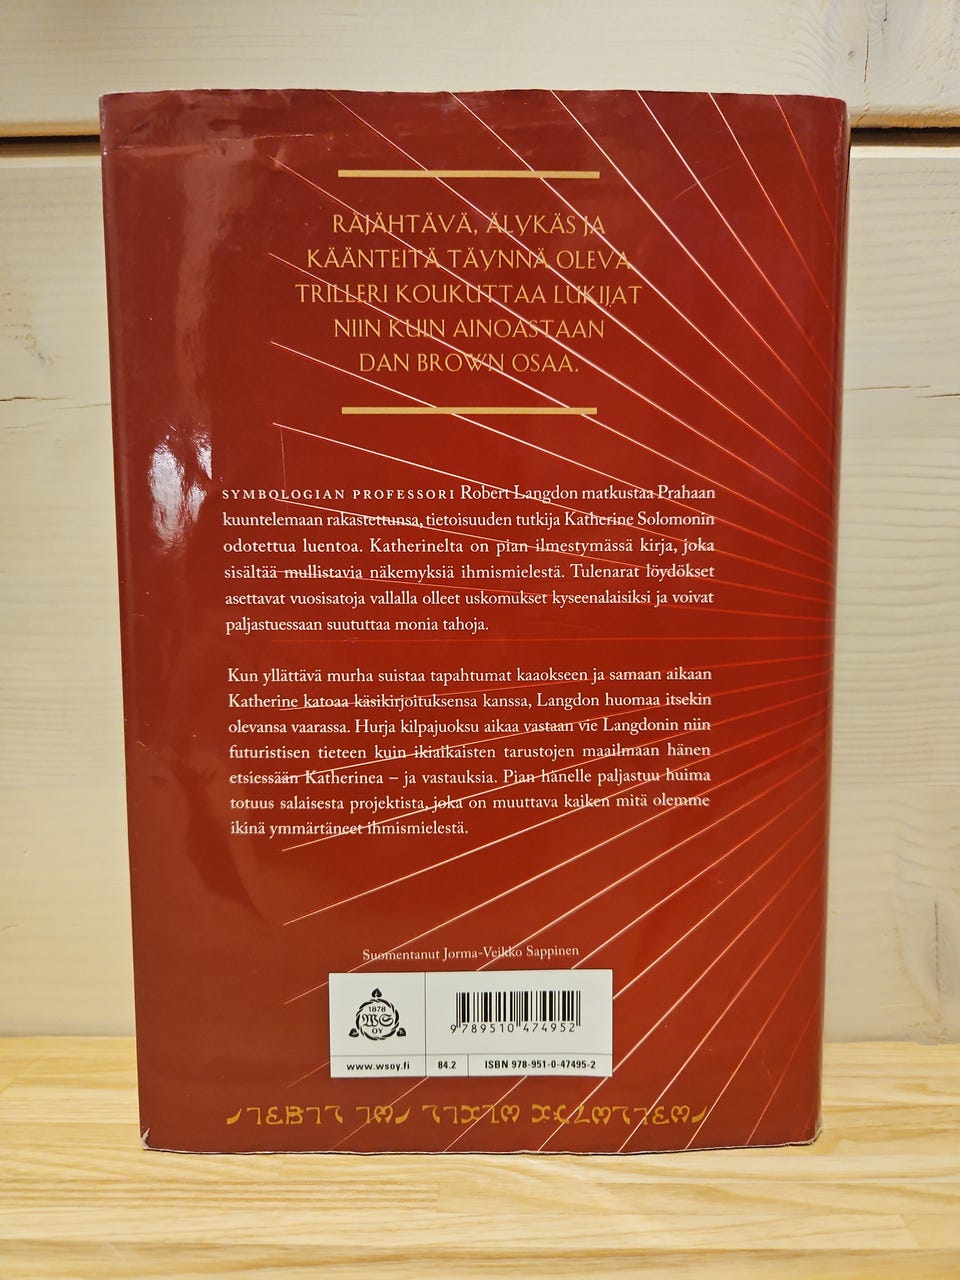 RÄJÄHTÄVÄ, ÄLYKÄS JA
KÄÄNTEITÄ TÄYNNÄ OLEVA
TRILLERI KOUKUTTAA LUKIJAT
NIIN KUIN AINOASTAAN
DAN BROWN OSAA.
SYMBOLOGIAN PROFESSORI Robert Langdon matkustaa Prahaan
kuuntelemaan rakastettunsa, tietoisuuden tutkija Katherine Solomonin
odotettua luentoa. Katherinelta on pian ilmestymässä kirja, joka
sisältää mullistavia näkemyksiä ihmismielestä. Tulenarat löydökset
asettavat vuosisatoja vallalla olleet uskomukset kyseenalaisiksi ja voivat
paljastuessaan suututtaa monia tahoja.
Kun yllättävä murha suistaa tapahtumat kaaokseen ja samaan aikaan
Katherine katoaa käsikirjoituksensa kanssa, Langdon huomaa itsekin
olevansa vaarassa. Hurja kilpajuoksu aikaa vastaan vie Langdonin niin
futuristisen tieteen kuin ikiaikaisten tarustojen maailmaan hänen
etsiessään Katherinea – ja vastauksia. Pian hänelle paljastuu huima
totuus salaisesta projektista, joka on muuttava kaiken mitä olemme
ikinä ymmärtäneet ihmismielestä.
Suomentanut Jorma-Veikko Sappinen
1878
WS
OY
9 789510 474952
www.wsoy.fi 84.2 ISBN 978-951-0-47495-2